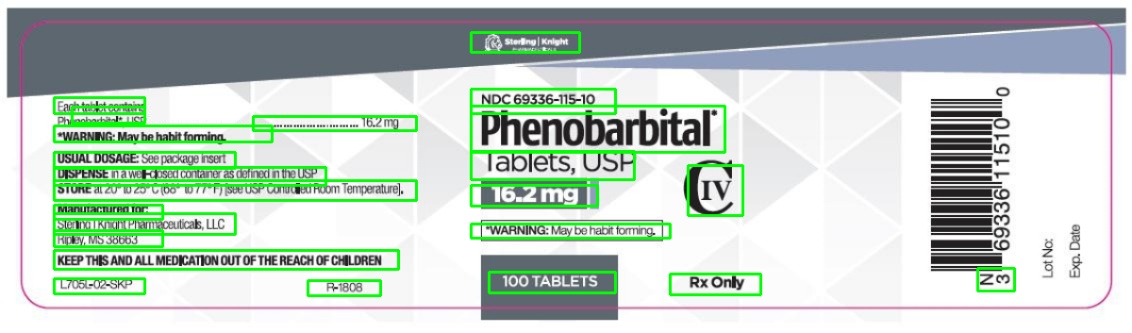 Sterling | Knight
PHARMACEUTICALS
Each tablet contains
Phenobarbital*, USP ................................ 16.2 mg
*WARNING: May be habit forming.
USUAL DOSAGE: See package insert
DISPENSE in a well-closed container as defined in the USP
STORE at 20° to 25° C (68° to 77° F) [see USP Controlled Room Temperature].
Manufactured for:
Sterling | Knight Pharmaceuticals, LLC
Ripley, MS 38663
KEEP THIS AND ALL MEDICATION OUT OF THE REACH OF CHILDREN
L705L-02-SKP R-1808
NDC 69336-115-10
Phenobarbital*
Tablets, USP
16.2 mg
CIV
*WARNING: May be habit forming.
100 TABLETS
Rx Only
N
3 69336 11510 0
Lot No:
Exp. Date